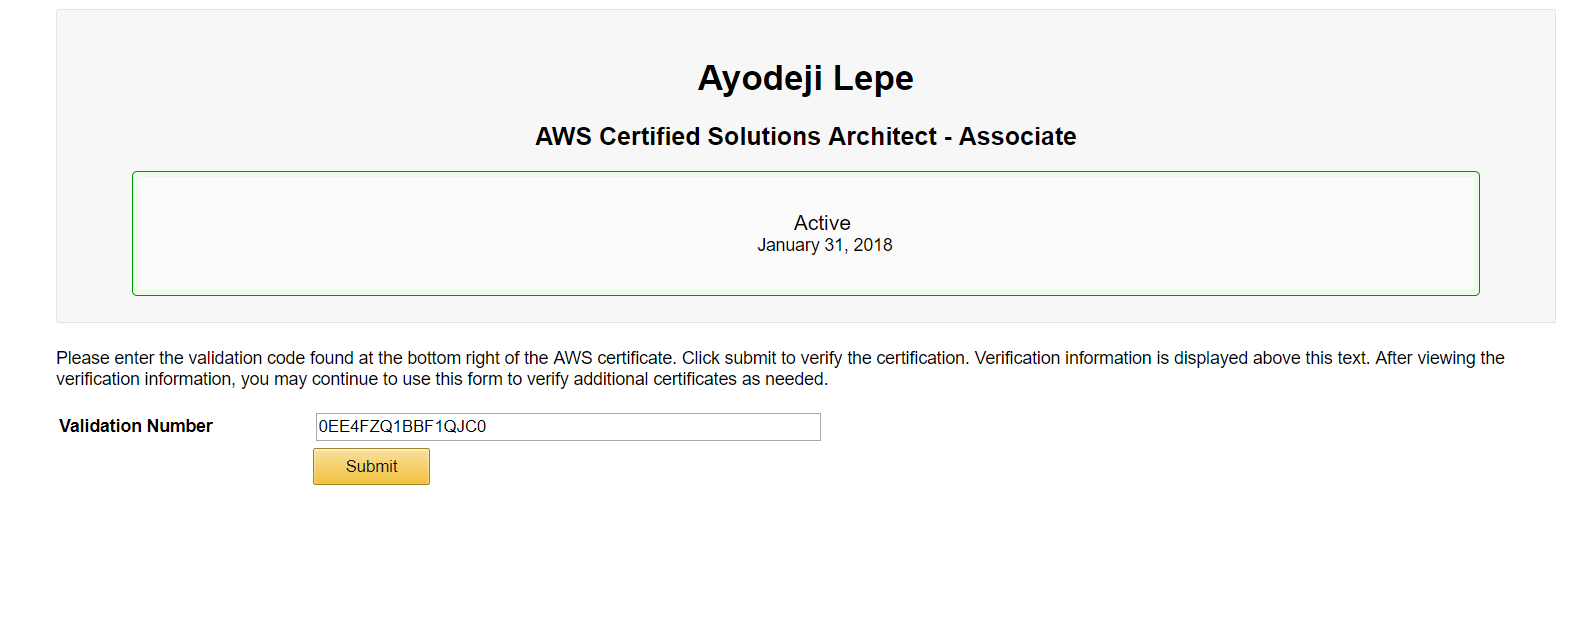 Ayodeji Lepe
AWS Certified Solutions Architect - Associate
Active
January 31, 2018
Please enter the validation code found at the bottom right of the AWS certificate. Click submit to verify the certification. Verification information is displayed above this text. After viewing the
verification information, you may continue to use this form to verify additional certificates as needed.
Validation Number
0EE4FZQ1BBF1QJC0
Submit